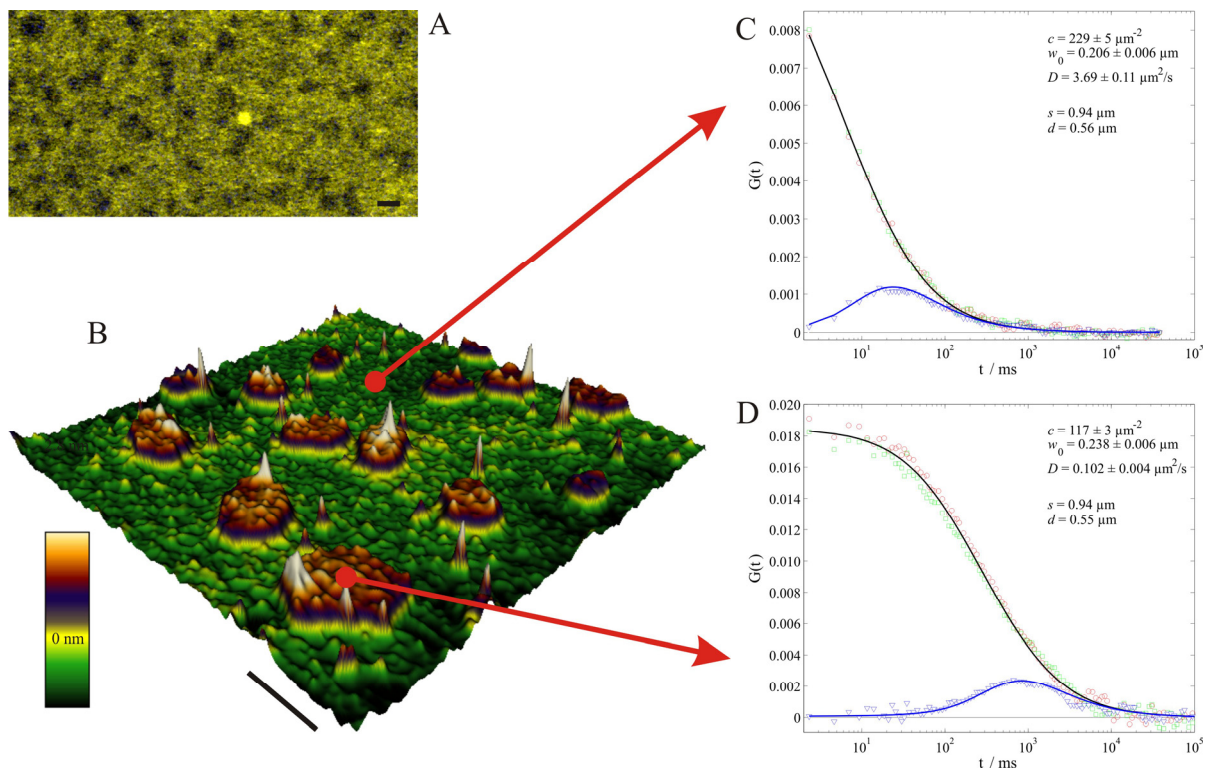 A
B
0 nm
C
c = 229 ± 5 µm⁻²
w₀ = 0.206 ± 0.006 µm
D = 3.69 ± 0.11 µm²/s
s = 0.94 µm
d = 0.56 µm
G(t)
0.008
0.007
0.006
0.005
0.004
0.003
0.002
0.001
0
10¹ 10² 10³ 10⁴ 10⁵
t / ms
D
c = 117 ± 3 µm⁻²
w₀ = 0.238 ± 0.006 µm
D = 0.102 ± 0.004 µm²/s
s = 0.94 µm
d = 0.55 µm
G(t)
0.020
0.018
0.016
0.014
0.012
0.010
0.008
0.006
0.004
0.002
0
10¹ 10² 10³ 10⁴ 10⁵
t / ms